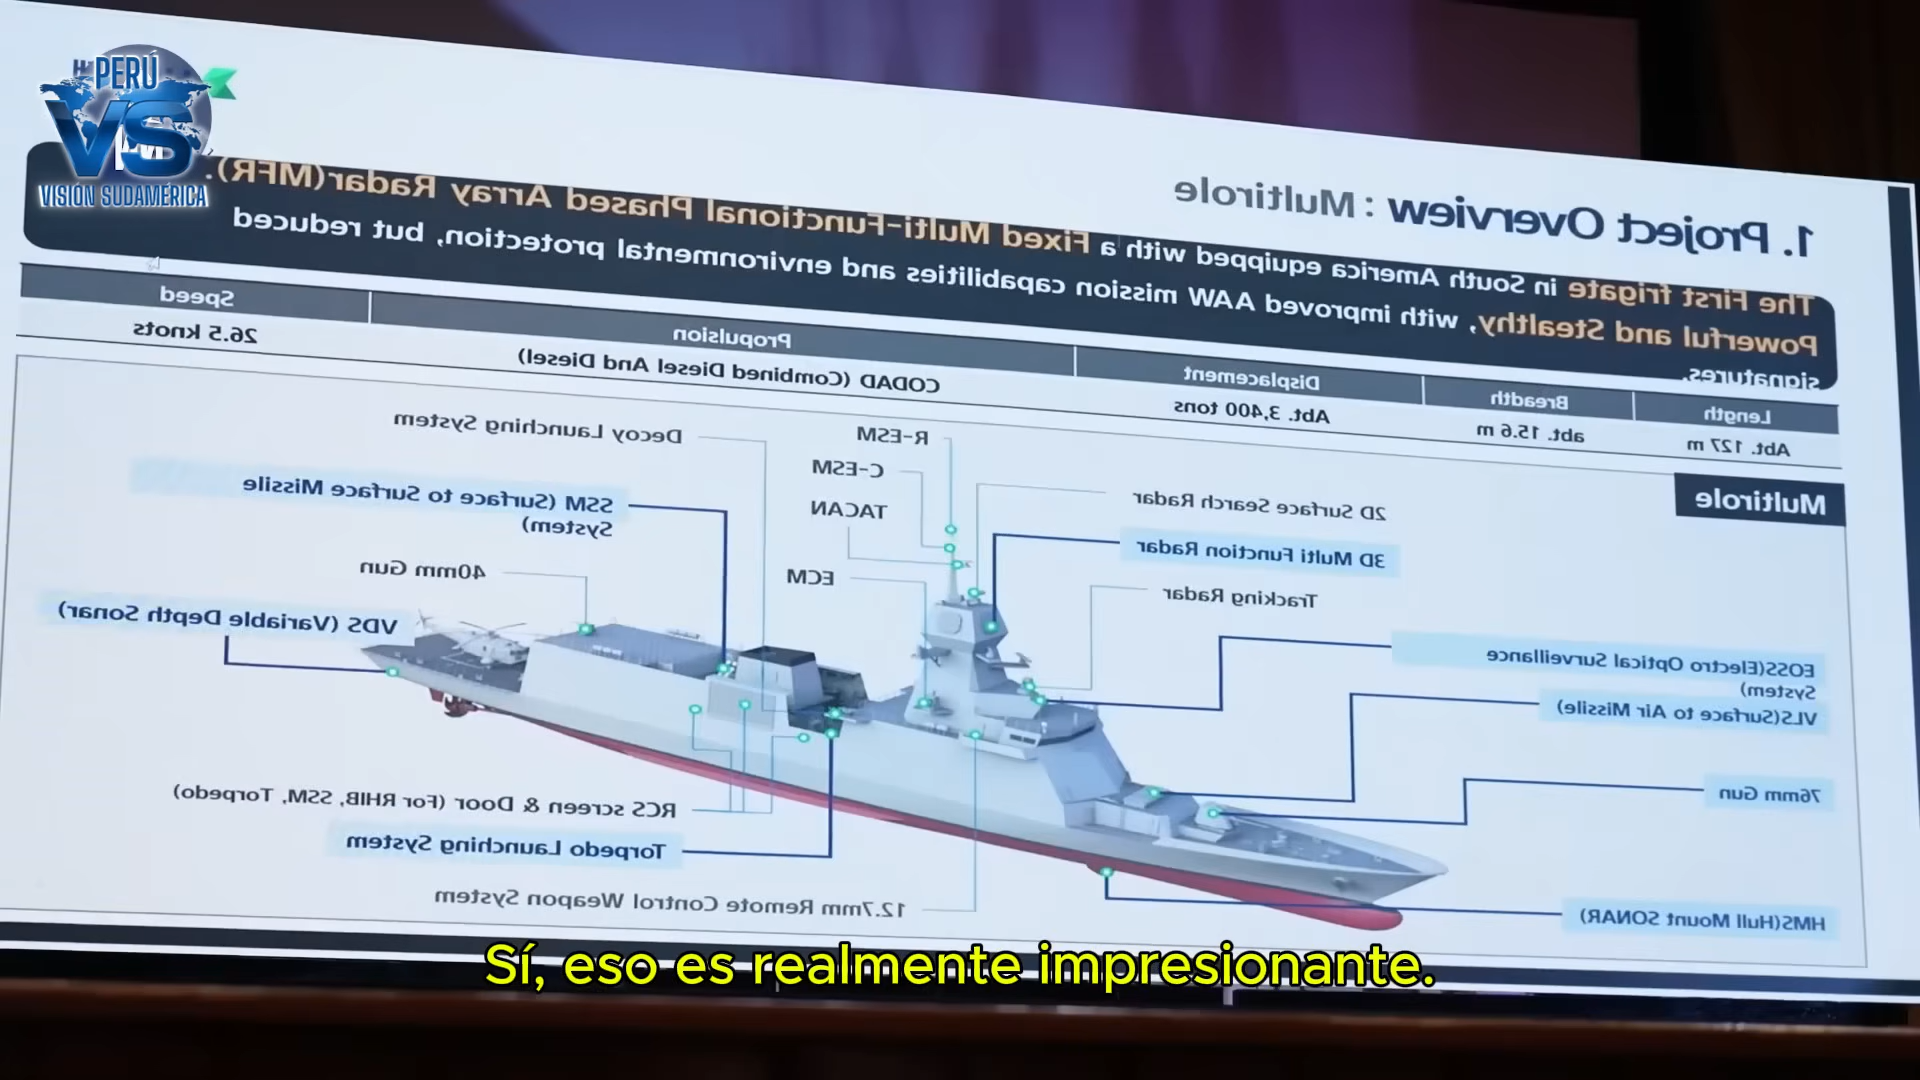 PERÚ
VS
VISIÓN SUDAMÉRICA
1. Project Overview : Multirole
The First frigate in South America equipped with a Fixed Multi-Functional Phased Array Radar(MFR).
Powerful and Stealthy, with improved AAW mission capabilities and environmental protection, but reduced
signatures.
Length
Breadth
Displacement
Propulsion
Speed
Abt. 127 m
abt. 15.6 m
Abt. 3,400 tons
CODAD (Combined Diesel And Diesel)
26.5 knots
Multirole
R-ESM
C-ESM
TACAN
ECM
2D Surface Search Radar
3D Multi Function Radar
Tracking Radar
EOSS(Electro Optical Surveillance
System)
VLS(Surface to Air Missile)
76mm Gun
HMS(Hull Mount SONAR)
Decoy Launching System
SSM (Surface to Surface Missile
System)
40mm Gun
VDS (Variable Depth Sonar)
RCS screen & Door (For RHIB, SSM, Torpedo)
Torpedo Launching System
12.7mm Remote Control Weapon System
Sí, eso es realmente impresionante.